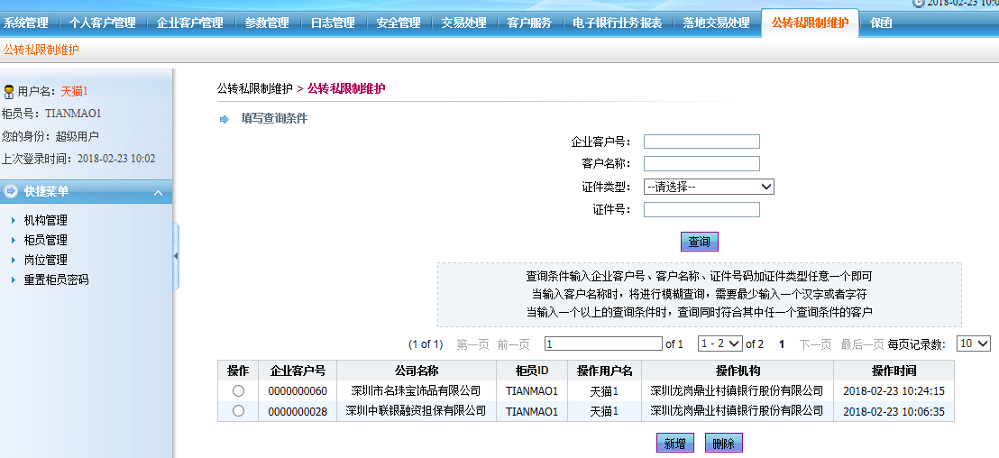 2018-02-23 10:0
系统管理 个人客户管理 企业客户管理 参数管理 日志管理 安全管理 交易处理 客户服务 电子银行业务报表 落地交易处理 公转私限制维护 保函
公转私限制维护
用户名：天猫1
柜员号：TIANMAO1
您的身份：超级用户
上次登录时间：2018-02-23 10:02
快捷菜单
机构管理
柜员管理
岗位管理
重置柜员密码
公转私限制维护 > 公转私限制维护
填写查询条件
企业客户号：
客户名称：
证件类型： --请选择--
证件号：
查询
查询条件输入企业客户号、客户名称、证件号码加证件类型任意一个即可
当输入客户名称时，将进行模糊查询，需要最少输入一个汉字或者字符
当输入一个以上的查询条件时，查询同时符合其中任一个查询条件的客户
(1 of 1) 第一页 前一页 1 of 1 1 - 2 of 2 1 下一页 最后一页 每页记录数： 10
操作 企业客户号 公司名称 柜员ID 操作用户名 操作机构 操作时间
0000000060 深圳市名珠宝饰品有限公司 TIANMAO1 天猫1 深圳龙岗鼎业村镇银行股份有限公司 2018-02-23 10:24:15
0000000028 深圳中联银融资担保有限公司 TIANMAO1 天猫1 深圳龙岗鼎业村镇银行股份有限公司 2018-02-23 10:06:35
新增 删除